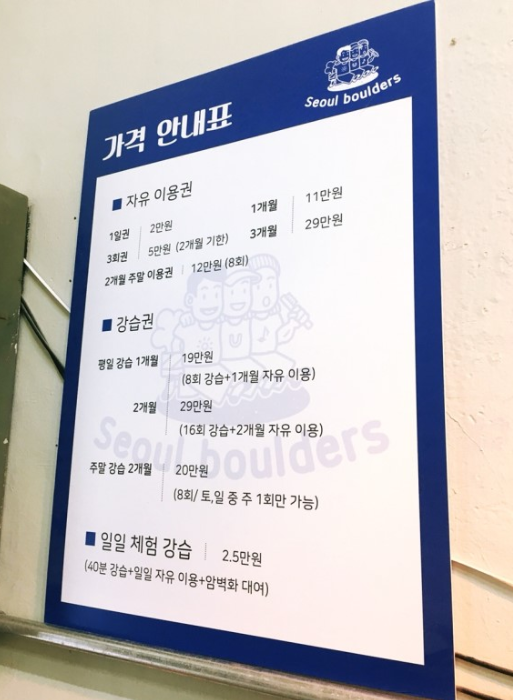 Seoul boulders
가격 안내표
■ 자유 이용권
1일권 2만원
3회권 5만원 (2개월 기한)
1개월 11만원
3개월 29만원
2개월 주말 이용권 12만원 (8회)
■ 강습권
평일 강습 1개월 19만원
(8회 강습+1개월 자유 이용)
2개월 29만원
(16회 강습+2개월 자유 이용)
Seoul boulders
주말 강습 2개월 20만원
(8회/ 토,일 중 주 1회만 가능)
■ 일일 체험 강습 2.5만원
(40분 강습+일일 자유 이용+암벽화 대여)